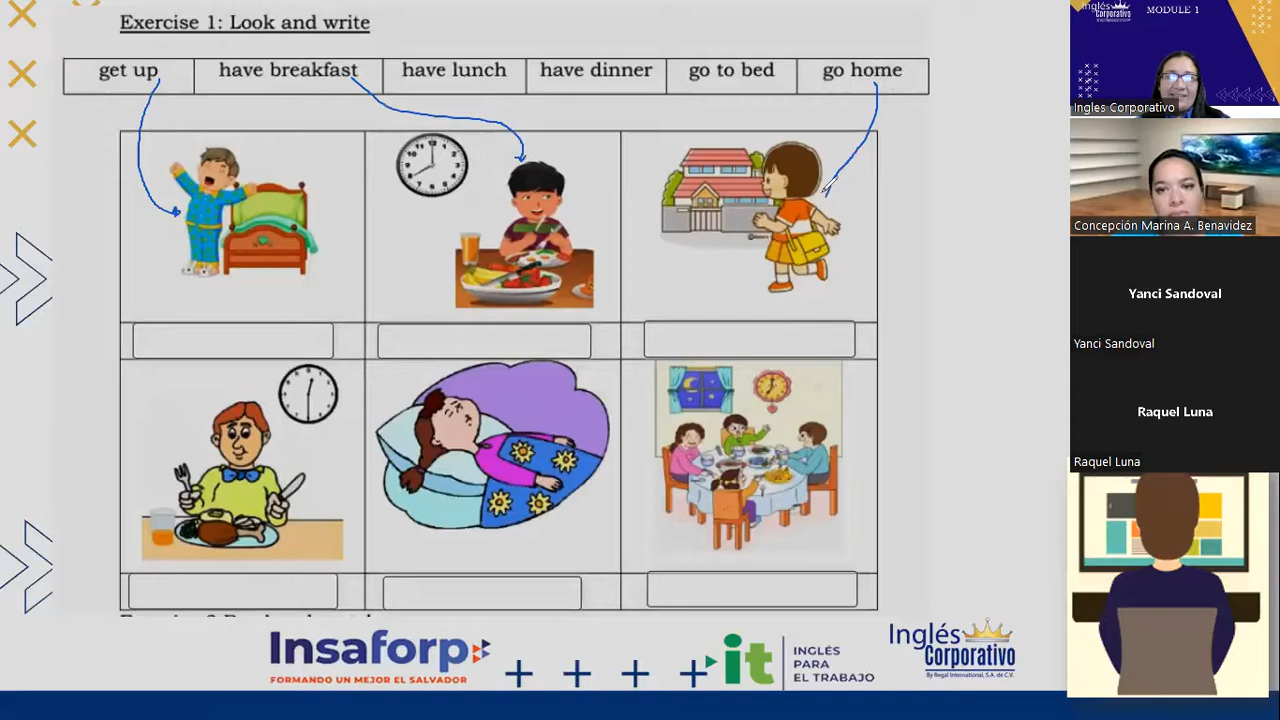 Exercise 1: Look and write
get up
have breakfast
have lunch
have dinner
go to bed
go home
Insaforp
FORMANDO UN MEJOR EL SALVADOR
it
INGLÉS
PARA
EL TRABAJO
Inglés
Corporativo
By Regal International, S.A. de C.V.
Inglés
Corporativo
MODULE 1
Ingles Corporativo
Concepción Marina A. Benavidez
Yanci Sandoval
Yanci Sandoval
Raquel Luna
Raquel Luna